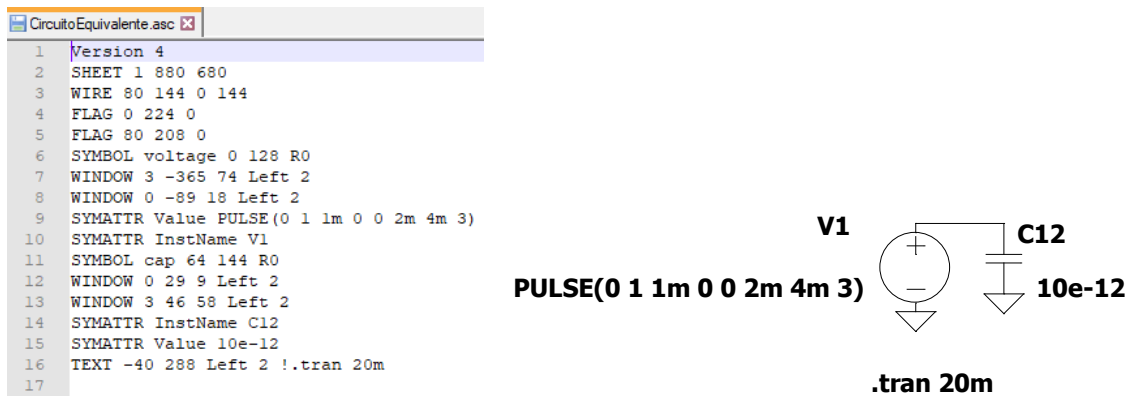 CircuitoEquivalente.asc
1 Version 4
2 SHEET 1 880 680
3 WIRE 80 144 0 144
4 FLAG 0 224 0
5 FLAG 80 208 0
6 SYMBOL voltage 0 128 R0
7 WINDOW 3 -365 74 Left 2
8 WINDOW 0 -89 18 Left 2
9 SYMATTR Value PULSE(0 1 1m 0 0 2m 4m 3)
10 SYMATTR InstName V1
11 SYMBOL cap 64 144 R0
12 WINDOW 0 29 9 Left 2
13 WINDOW 3 46 58 Left 2
14 SYMATTR InstName C12
15 SYMATTR Value 10e-12
16 TEXT -40 288 Left 2 !.tran 20m
17
V1
C12
PULSE(0 1 1m 0 0 2m 4m 3)
10e-12
.tran 20m